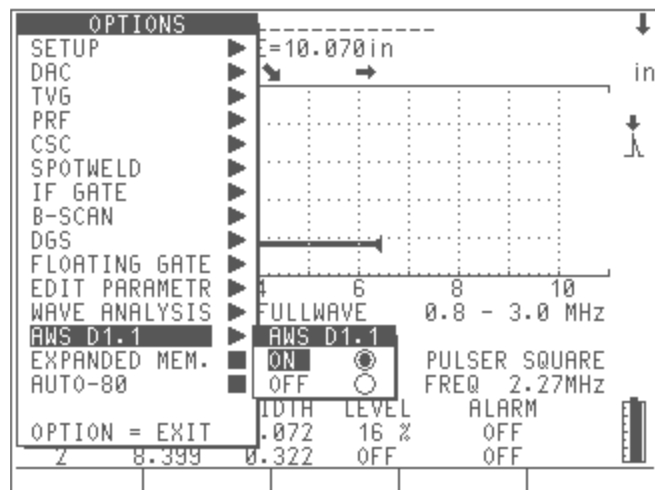 OPTIONS
SETUP
DAC
TVG
PRF
CSC
SPOTWELD
IF GATE
B-SCAN
DGS
FLOATING GATE
EDIT PARAMETR
WAVE ANALYSIS
AWS D1.1
EXPANDED MEM.
AUTO-80
OPTION = EXIT
=10.070in
in
6 8 10
FULLWAVE 0.8 - 3.0 MHz
AWS D1.1
ON
OFF
PULSER SQUARE
FREQ 2.27MHz
IDTH LEVEL ALARM
.072 16 % OFF
2 8.399 0.322 OFF OFF